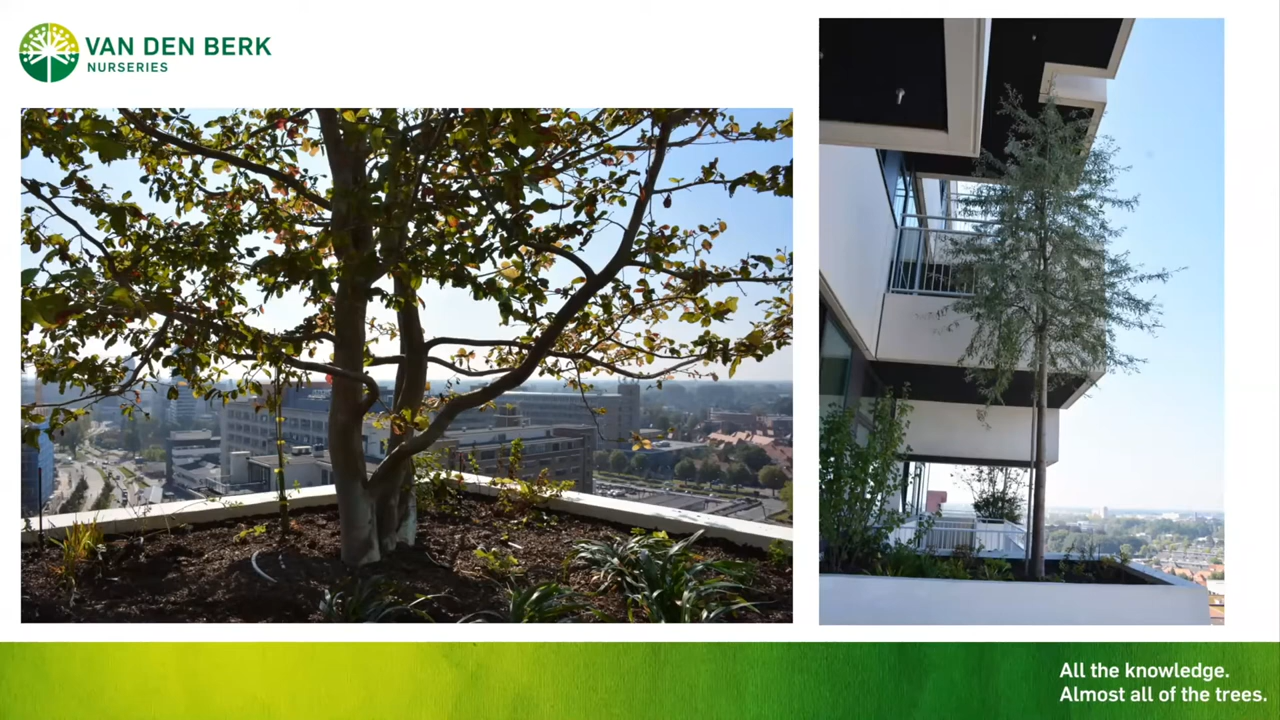 VAN DEN BERK
NURSERIES
All the knowledge.
Almost all of the trees.